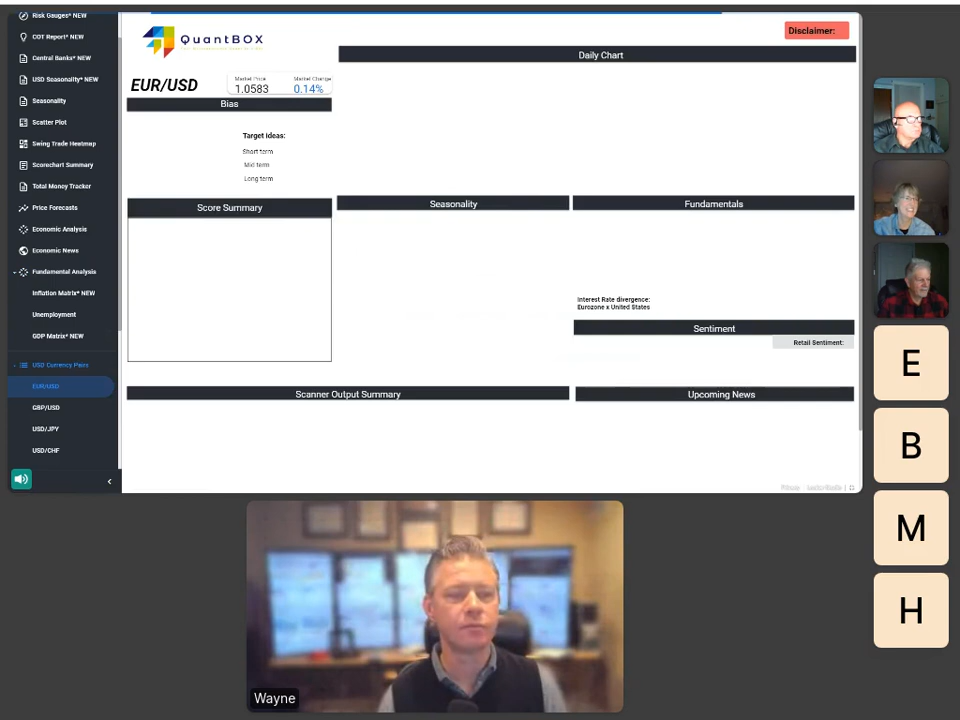 Risk Gauges* NEW
COT Report* NEW
Central Banks* NEW
USD Seasonality* NEW
Seasonality
Scatter Plot
Swing Trade Heatmap
Scorechart Summary
Total Money Tracker
Price Forecasts
Economic Analysis
Economic News
Fundamental Analysis
Inflation Matrix* NEW
Unemployment
GDP Matrix* NEW
USD Currency Pairs
EUR/USD
GBP/USD
USD/JPY
USD/CHF
QuantBOX
Disclaimer:
Daily Chart
EUR/USD
Market Price
1.0583
Market Change
0.14%
Bias
Target Ideas:
Short term
Mid term
Long term
Score Summary
Seasonality
Fundamentals
Interest Rate divergence:
Eurozone x United States
Sentiment
Retail Sentiment:
Scanner Output Summary
Upcoming News
E
B
M
H
Wayne